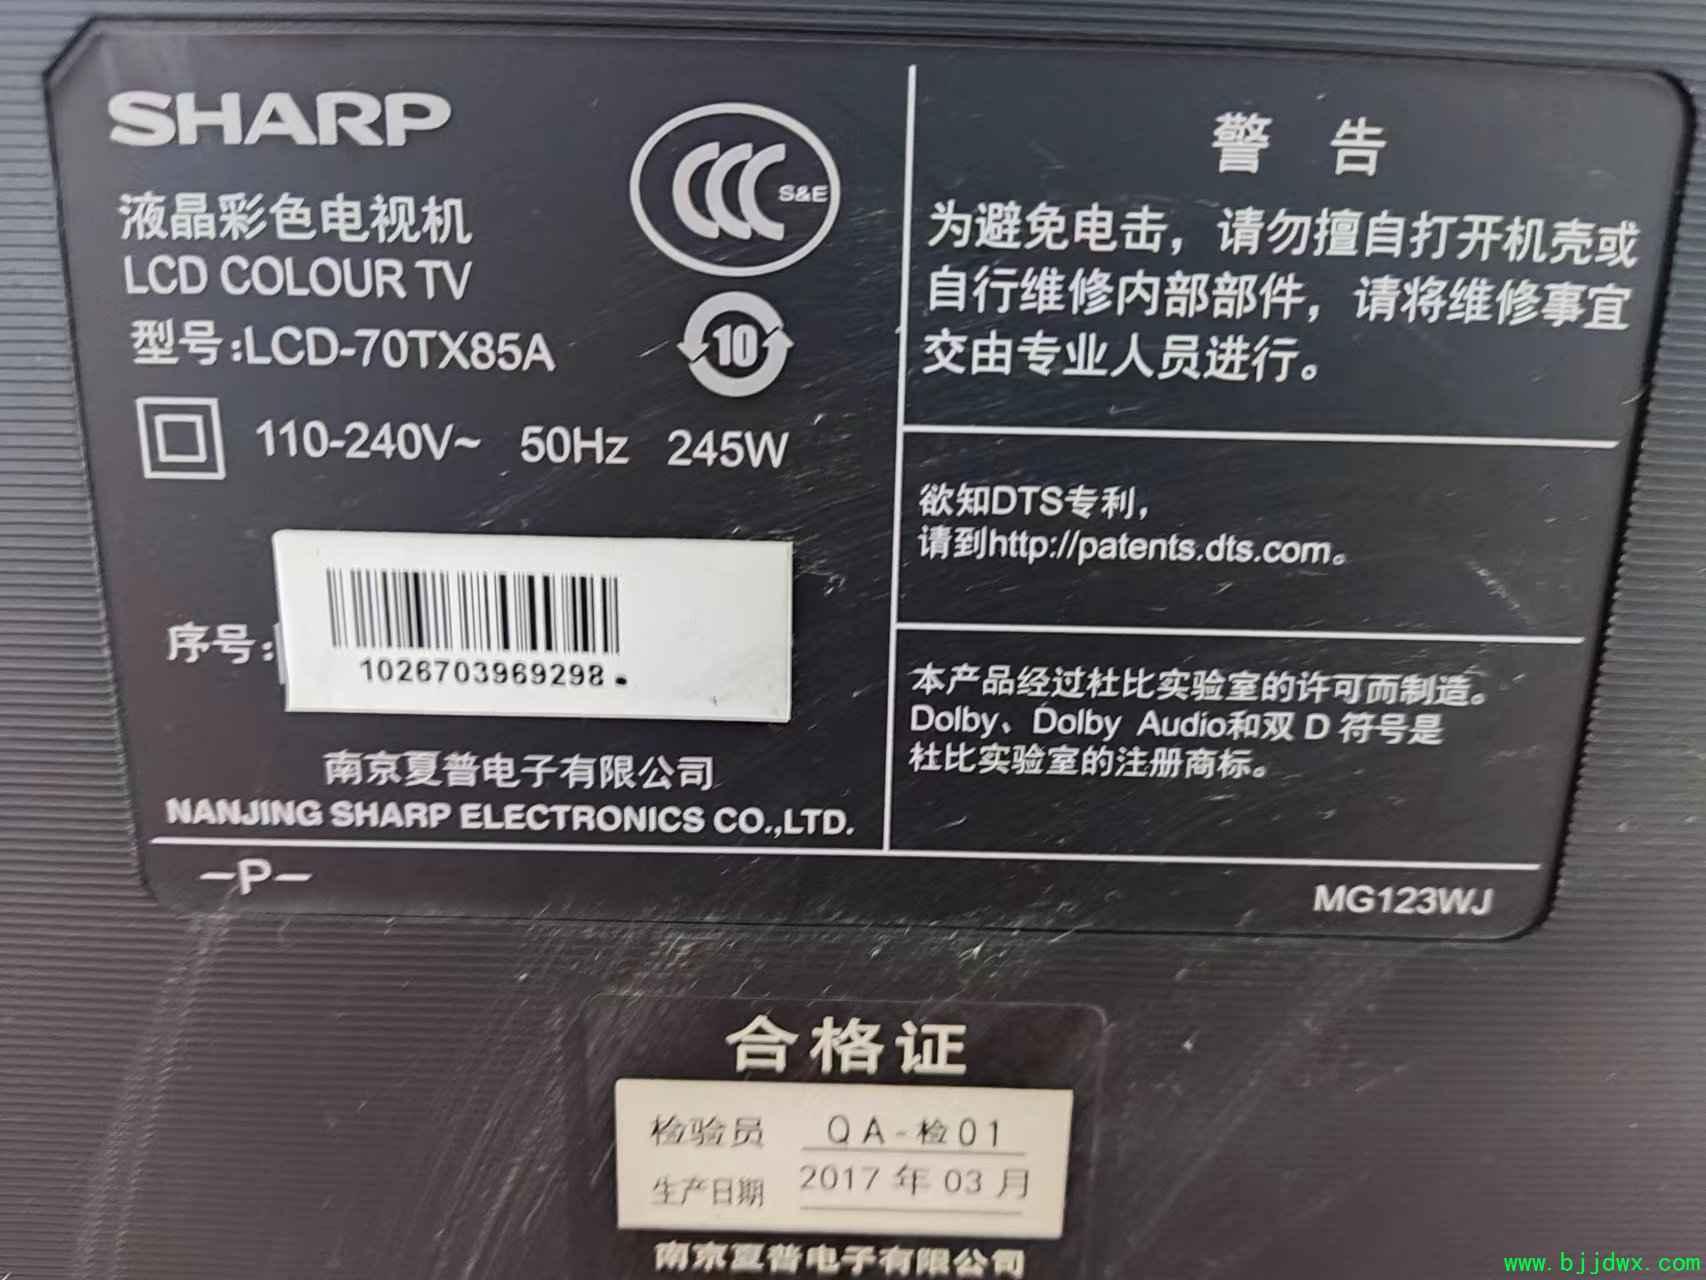 SHARP
液晶彩色电视机
LCD COLOUR TV
型号:LCD-70TX85A
S&E
10
110-240V~ 50Hz 245W
序号:
1026703969298
南京夏普电子有限公司
NANJING SHARP ELECTRONICS CO.,LTD.
-P-
警 告
为避免电击，请勿擅自打开机壳或
自行维修内部部件，请将维修事宜
交由专业人员进行。
欲知DTS专利，
请到http://patents.dts.com。
本产品经过杜比实验室的许可而制造。
Dolby、Dolby Audio和双 D 符号是
杜比实验室的注册商标。
MG123WJ
合格证
检验员 QA-检01
生产日期 2017年03月
南京夏普电子有限公司
www.bjjdwx.com